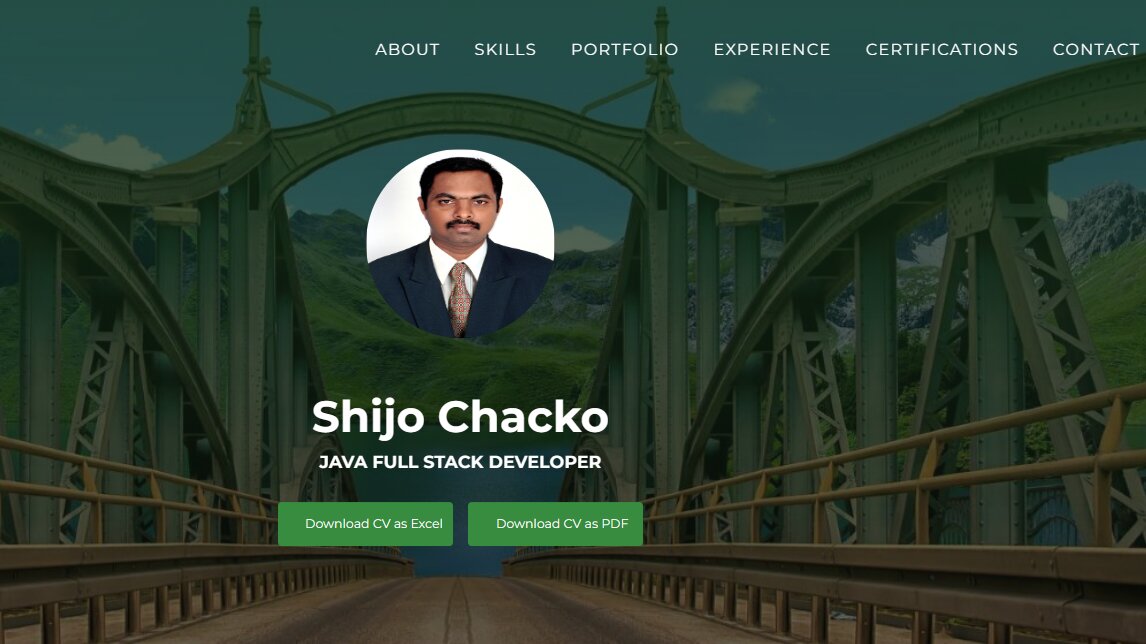 ABOUT SKILLS PORTFOLIO EXPERIENCE CERTIFICATIONS CONTACT
Shijo Chacko
JAVA FULL STACK DEVELOPER
Download CV as Excel Download CV as PDF